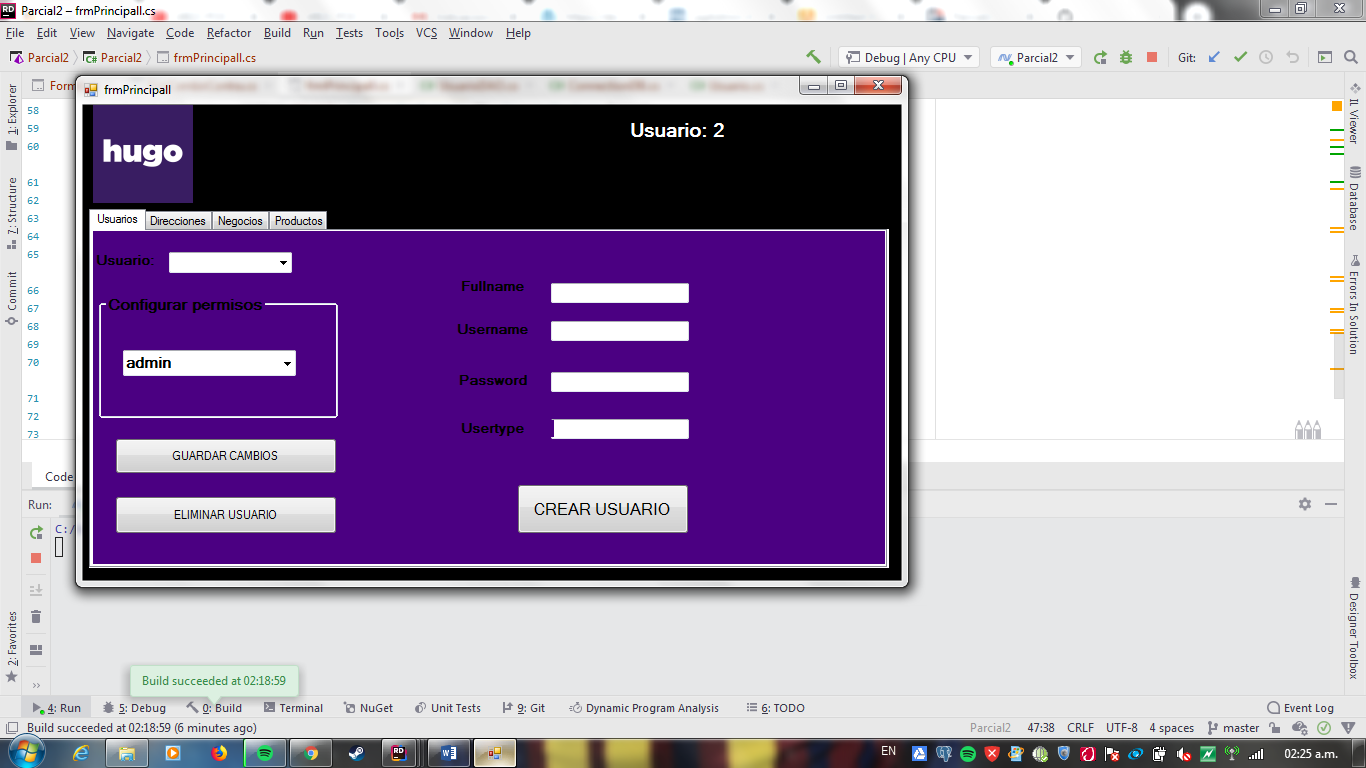 Parcial2 – frmPrincipall.cs
File Edit View Navigate Code Refactor Build Run Tests Tools VCS Window Help
Parcial2 Parcial2 frmPrincipall.cs
Debug | Any CPU
Parcial2
Git:
1: Explorer
Z: Structure
Commit
2: Favorites
IL Viewer
Database
Errors In Solution
Designer Toolbox
58
59
60
61
62
63
64
65
66
67
68
69
70
71
72
73
frmPrincipall
hugo
Usuario: 2
Usuarios Direcciones Negocios Productos
Usuario:
Configurar permisos
admin
GUARDAR CAMBIOS
ELIMINAR USUARIO
Fullname
Username
Password
Usertype
CREAR USUARIO
Code
Run:
C:/
Build succeeded at 02:18:59
4: Run 5: Debug 0: Build Terminal NuGet Unit Tests 9: Git Dynamic Program Analysis 6: TODO Event Log
Build succeeded at 02:18:59 (6 minutes ago)
Parcial2 47:38 CRLF UTF-8 4 spaces master
EN
02:25 a.m.